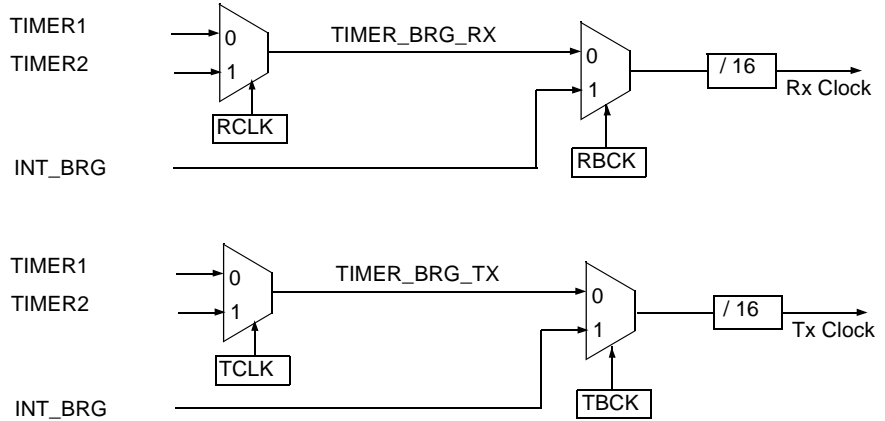 TIMER1
0
TIMER_BRG_RX
TIMER2
1
0
/ 16
1
Rx Clock
RCLK
RBCK
INT_BRG
TIMER1
0
TIMER_BRG_TX
TIMER2
1
0
/ 16
1
Tx Clock
TCLK
TBCK
INT_BRG